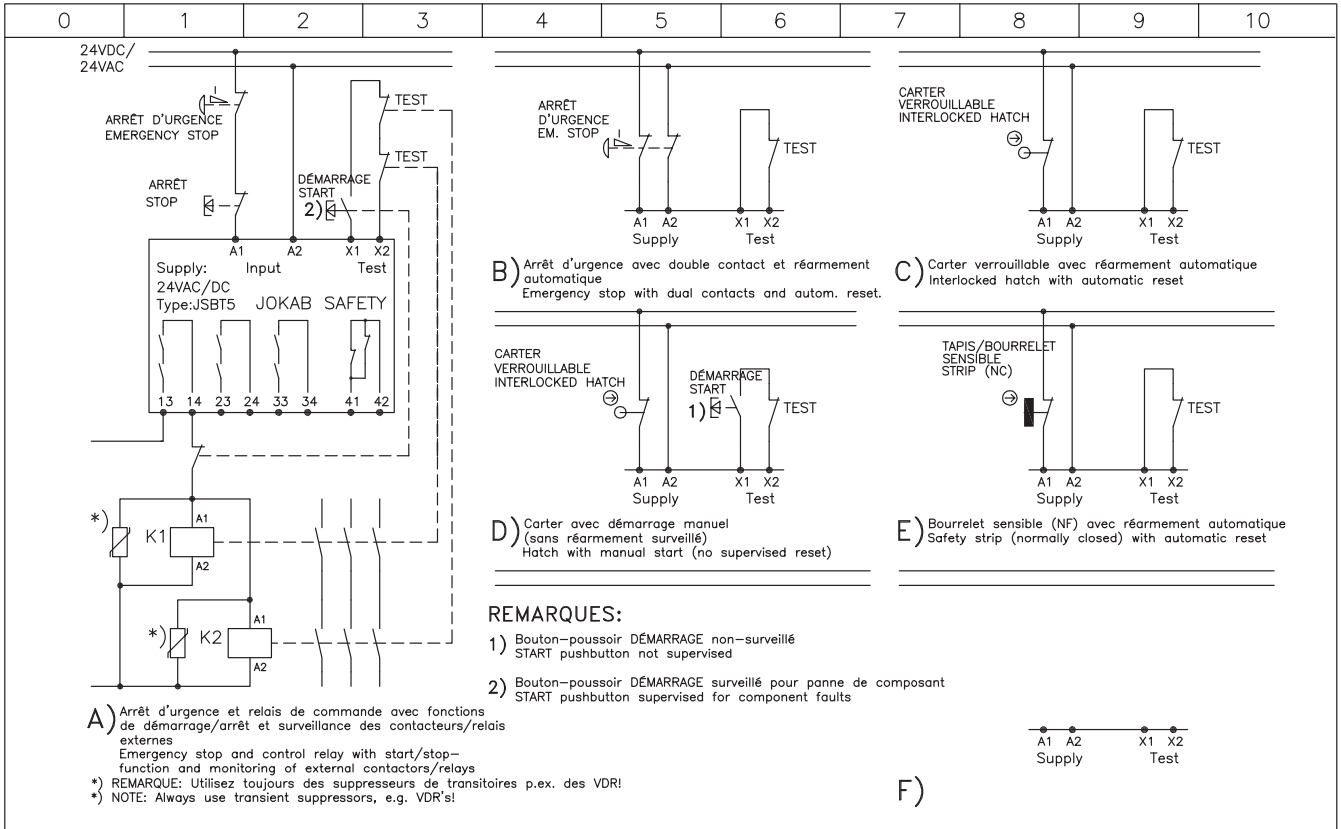 0 1 2 3 4 5 6 7 8 9 10
24VDC/
24VAC
ARRÊT D'URGENCE
EMERGENCY STOP
TEST
TEST
ARRÊT
STOP
DÉMARRAGE
START
2)
A1 A2 X1 X2
Supply: Input Test
24VAC/DC
Type:JSBT5 JOKAB SAFETY
13 14 23 24 33 34 41 42
*)
K1
A1
A2
*)
K2
A1
A2
A) Arrêt d'urgence et relais de commande avec fonctions
de démarrage/arrêt et surveillance des contacteurs/relais
externes
Emergency stop and control relay with start/stop-
function and monitoring of external contactors/relays
*) REMARQUE: Utilisez toujours des suppresseurs de transitoires p.ex. des VDR!
*) NOTE: Always use transient suppressors, e.g. VDR's!
ARRÊT
D'URGENCE
EM. STOP
TEST
A1 A2 X1 X2
Supply Test
B) Arrêt d'urgence avec double contact et réarmement
automatique
Emergency stop with dual contacts and autom. reset.
CARTER
VERROUILLABLE
INTERLOCKED HATCH
TEST
A1 A2 X1 X2
Supply Test
C) Carter verrouillable avec réarmement automatique
Interlocked hatch with automatic reset
CARTER
VERROUILLABLE
INTERLOCKED HATCH
DÉMARRAGE
START
1)
TEST
A1 A2 X1 X2
Supply Test
D) Carter avec démarrage manuel
(sans réarmement surveillé)
Hatch with manual start (no supervised reset)
TAPIS/BOURRELET
SENSIBLE
STRIP (NC)
TEST
A1 A2 X1 X2
Supply Test
E) Bourrelet sensible (NF) avec réarmement automatique
Safety strip (normally closed) with automatic reset
REMARQUES:
1) Bouton-poussoir DÉMARRAGE non-surveillé
START pushbutton not supervised
2) Bouton-poussoir DÉMARRAGE surveillé pour panne de composant
START pushbutton supervised for component faults
A1 A2 X1 X2
Supply Test
F)